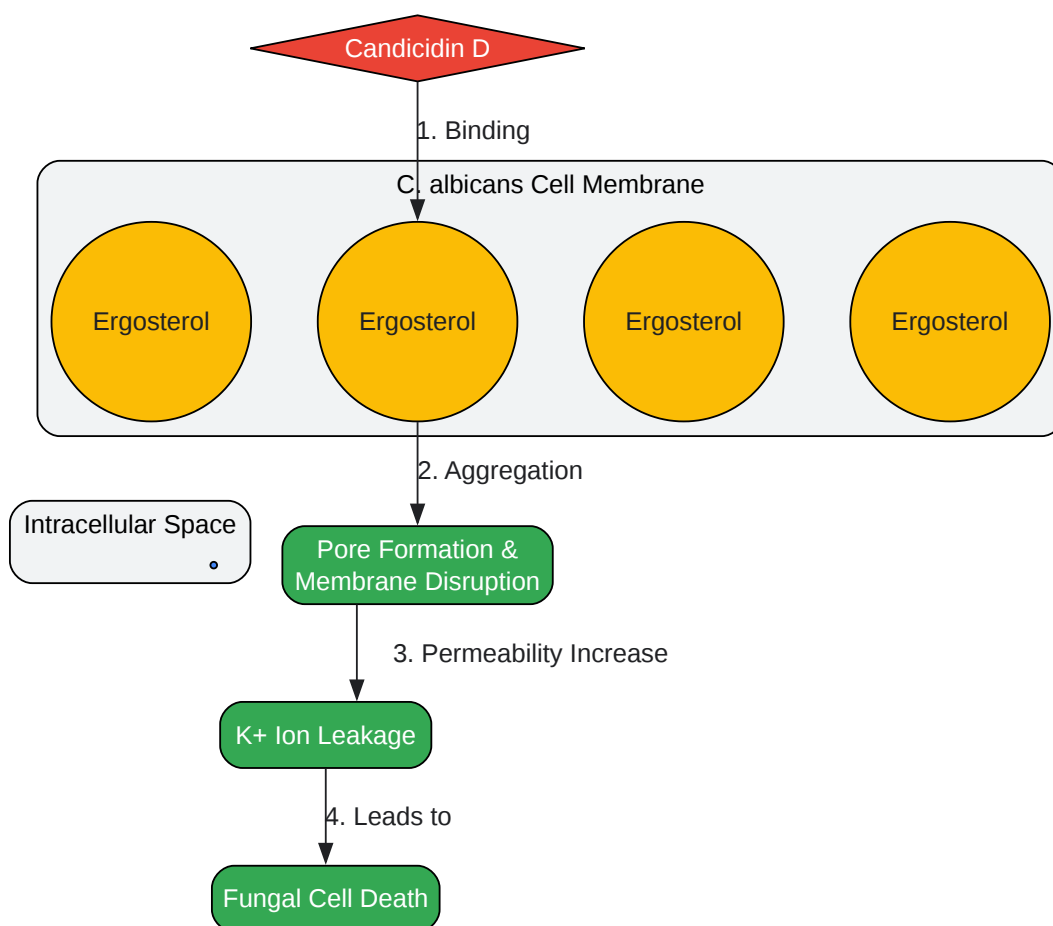 Candicidin D
1. Binding
C. albicans Cell Membrane
Ergosterol
Ergosterol
Ergosterol
Ergosterol
2. Aggregation
Intracellular Space
Pore Formation &
Membrane Disruption
3. Permeability Increase
K+ Ion Leakage
4. Leads to
Fungal Cell Death